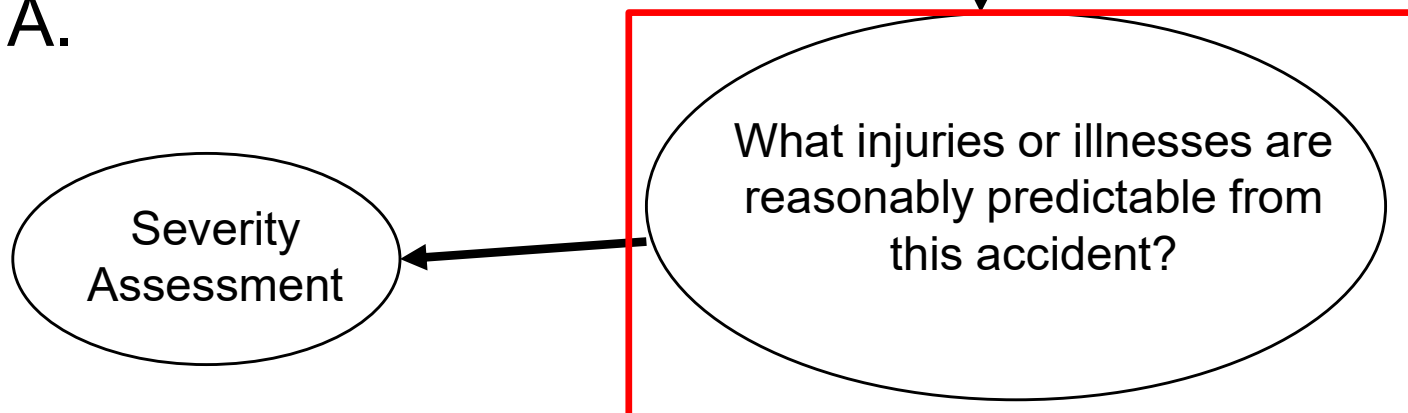 A.
What injuries or illnesses are
reasonably predictable from
this accident?
Severity
Assessment